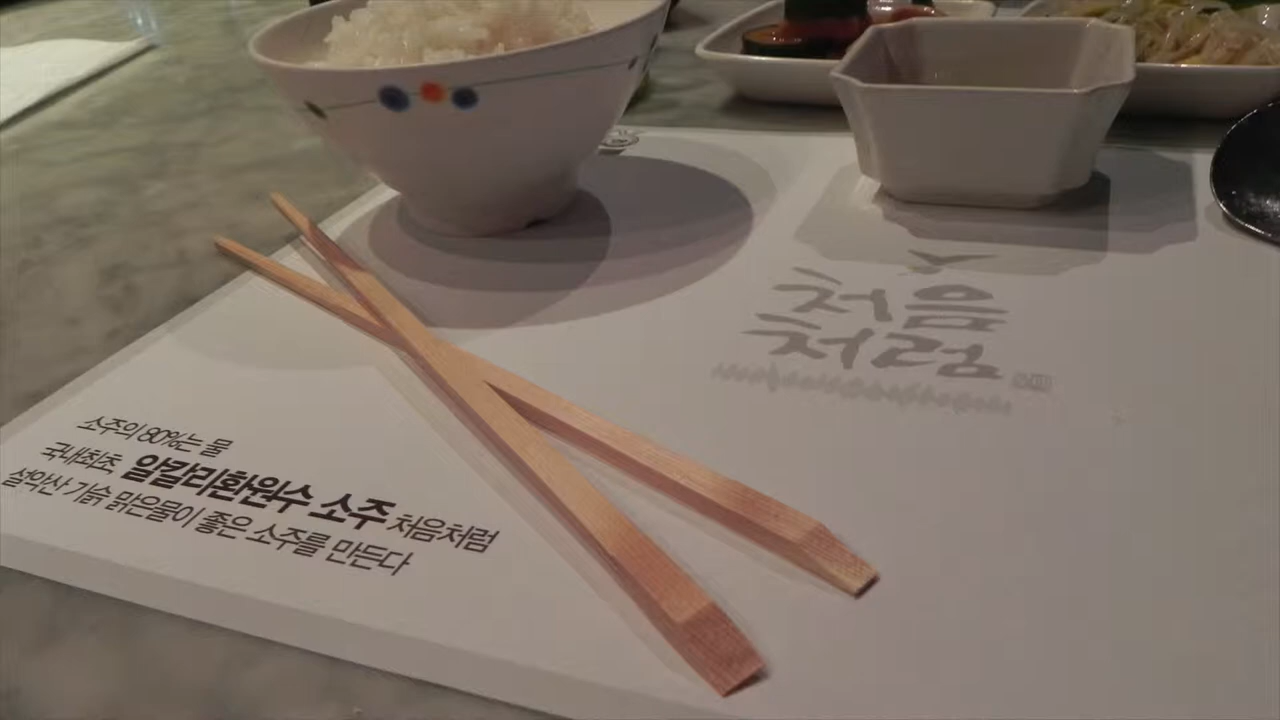 처음
처럼
소주의 80%는 물
국내최초 알칼리환원수 소주 처음처럼
설악산 기슭 맑은물이 좋은 소주를 만든다